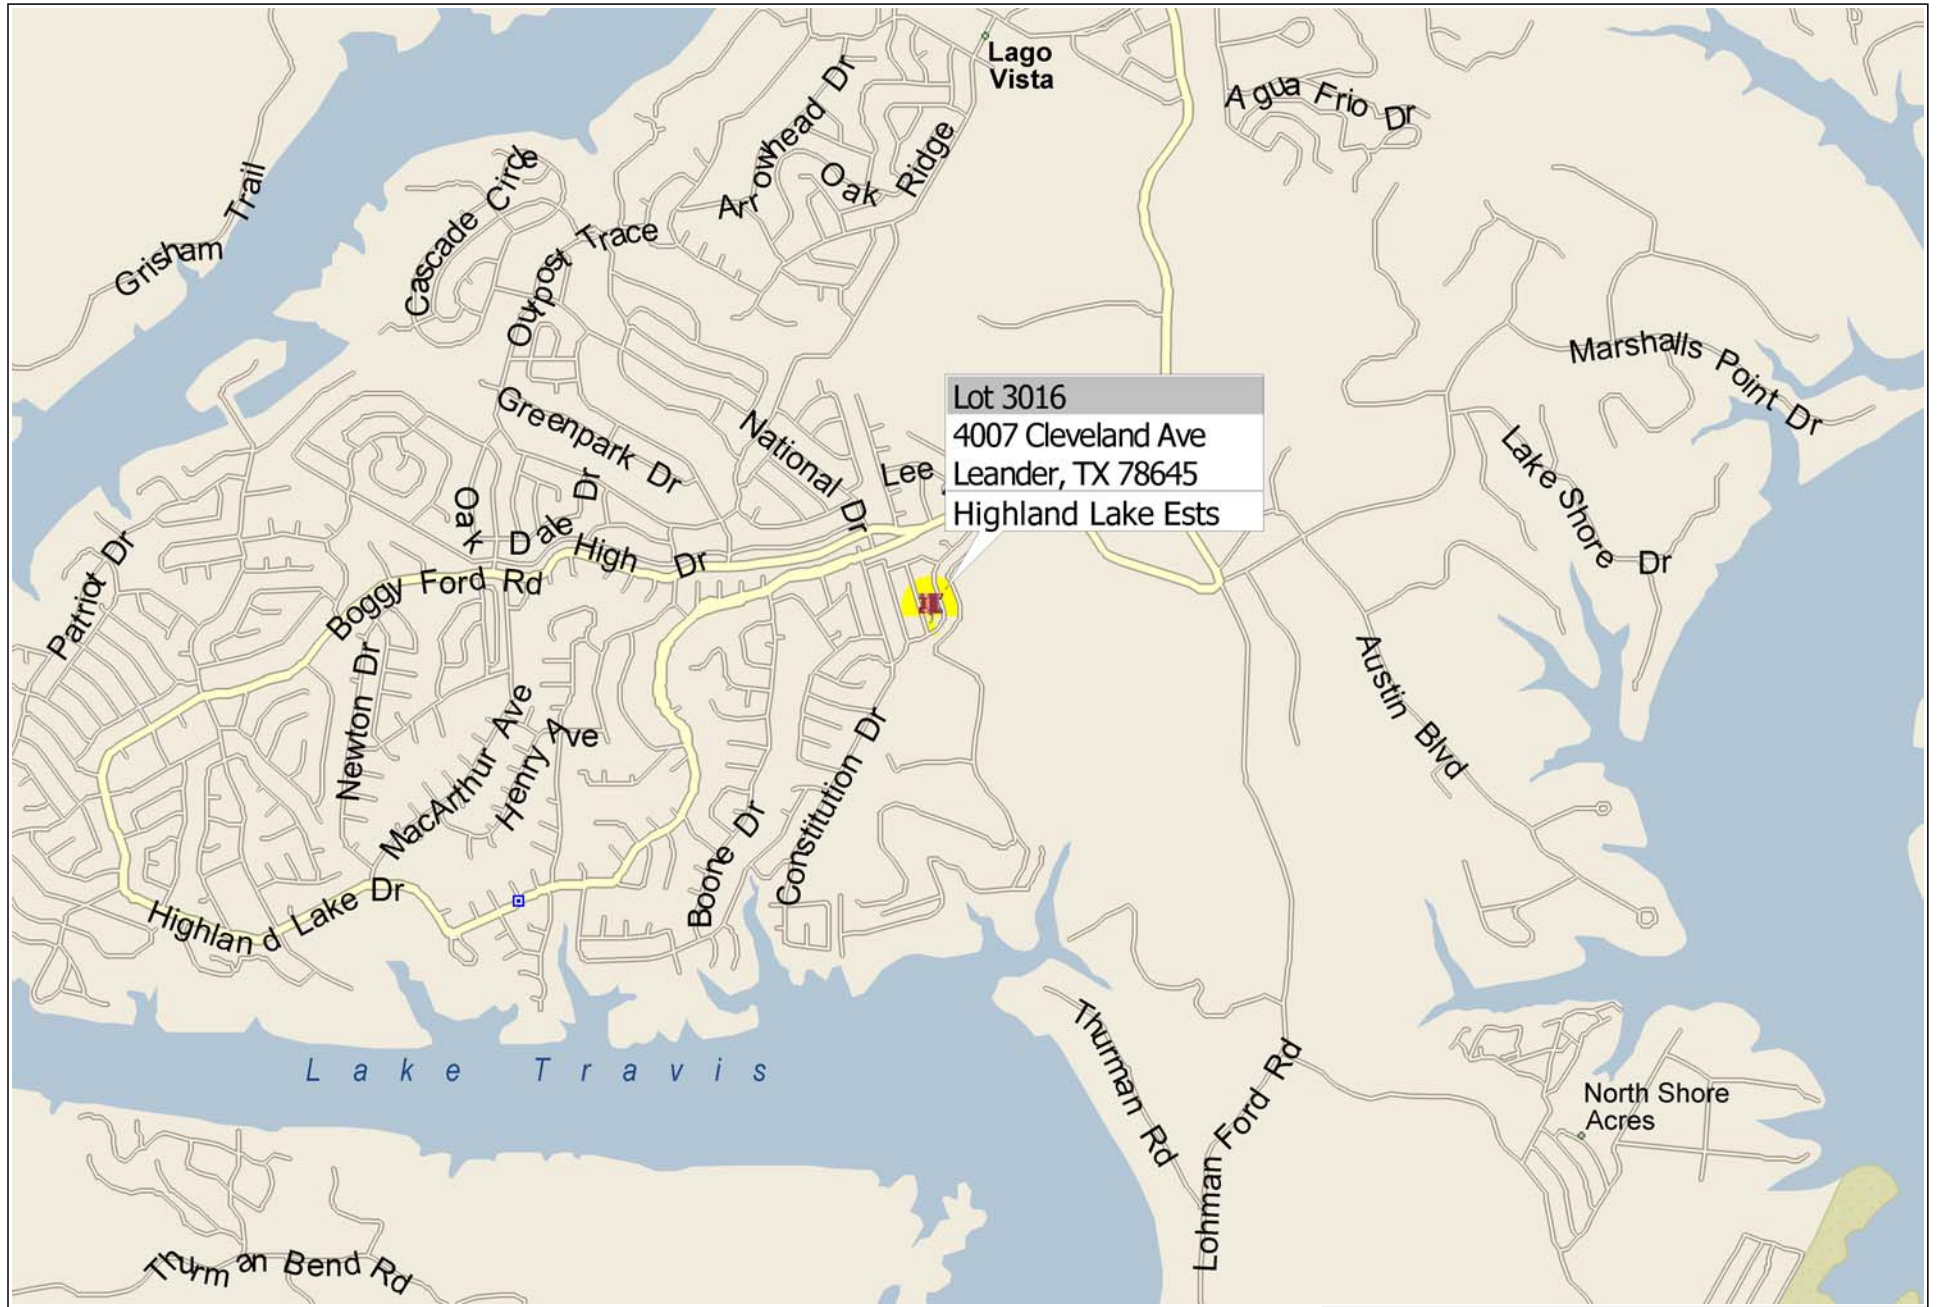 Lago
Vista
Agua Frio Dr
Arrowhead Dr
Oak Ridge
Grisham Trail
Cascade Circle
Outpost Trace
Marshalls Point Dr
Lot 3016
4007 Cleveland Ave
Leander, TX 78645
Highland Lake Ests
Greenpark Dr
National Dr
Lee
Lake Shore Dr
Oak
Dale Dr
High Dr
Patriot Dr
Boggy Ford Rd
Newton Dr
MacArthur Ave
Henry Ave
Austin Blvd
Constitution Dr
Boone Dr
Highland Lake Dr
Lake Travis
Thurman Rd
Lohman Ford Rd
North Shore
Acres
Thurman Bend Rd